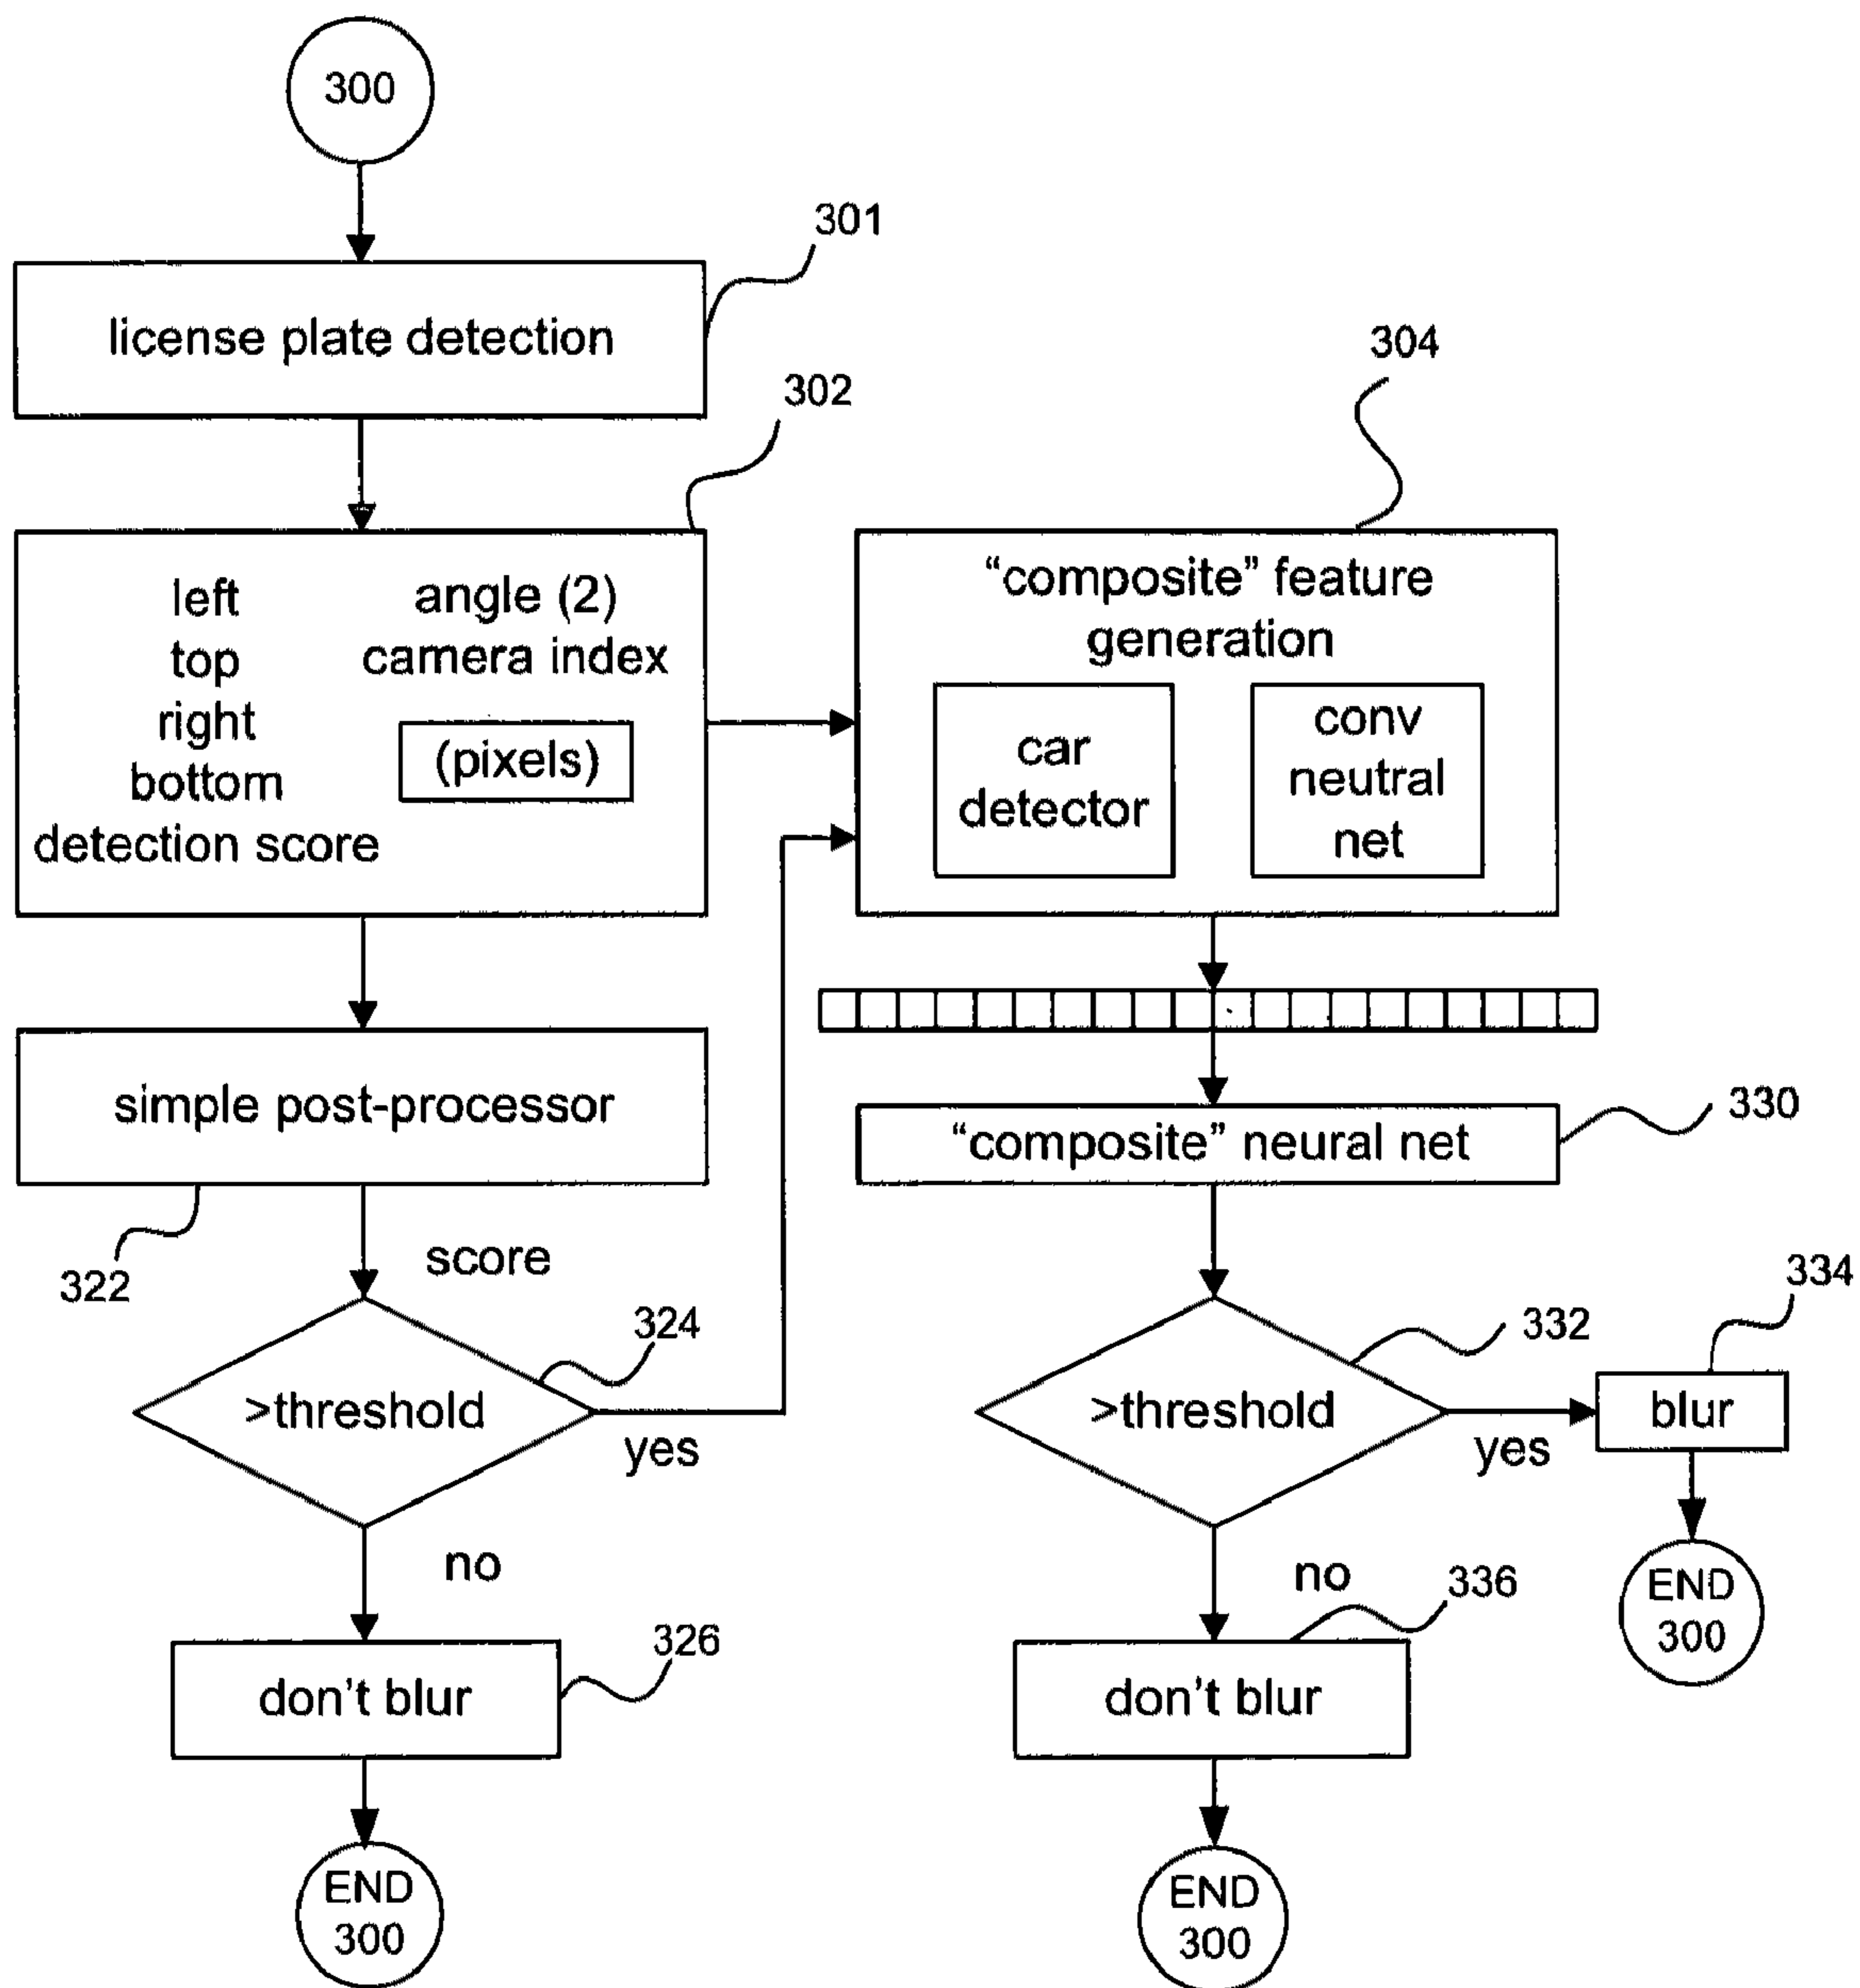 300
301
license plate detection
302
304
left
top
right
bottom
detection score
angle (2)
camera index
(pixels)
“composite” feature
generation
car
detector
conv
neutral
net
simple post-processor
322
score
“composite” neural net
330
324
>threshold
yes
no
326
don't blur
END
300
332
>threshold
yes
334
blur
END
300
no
336
don't blur
END
300